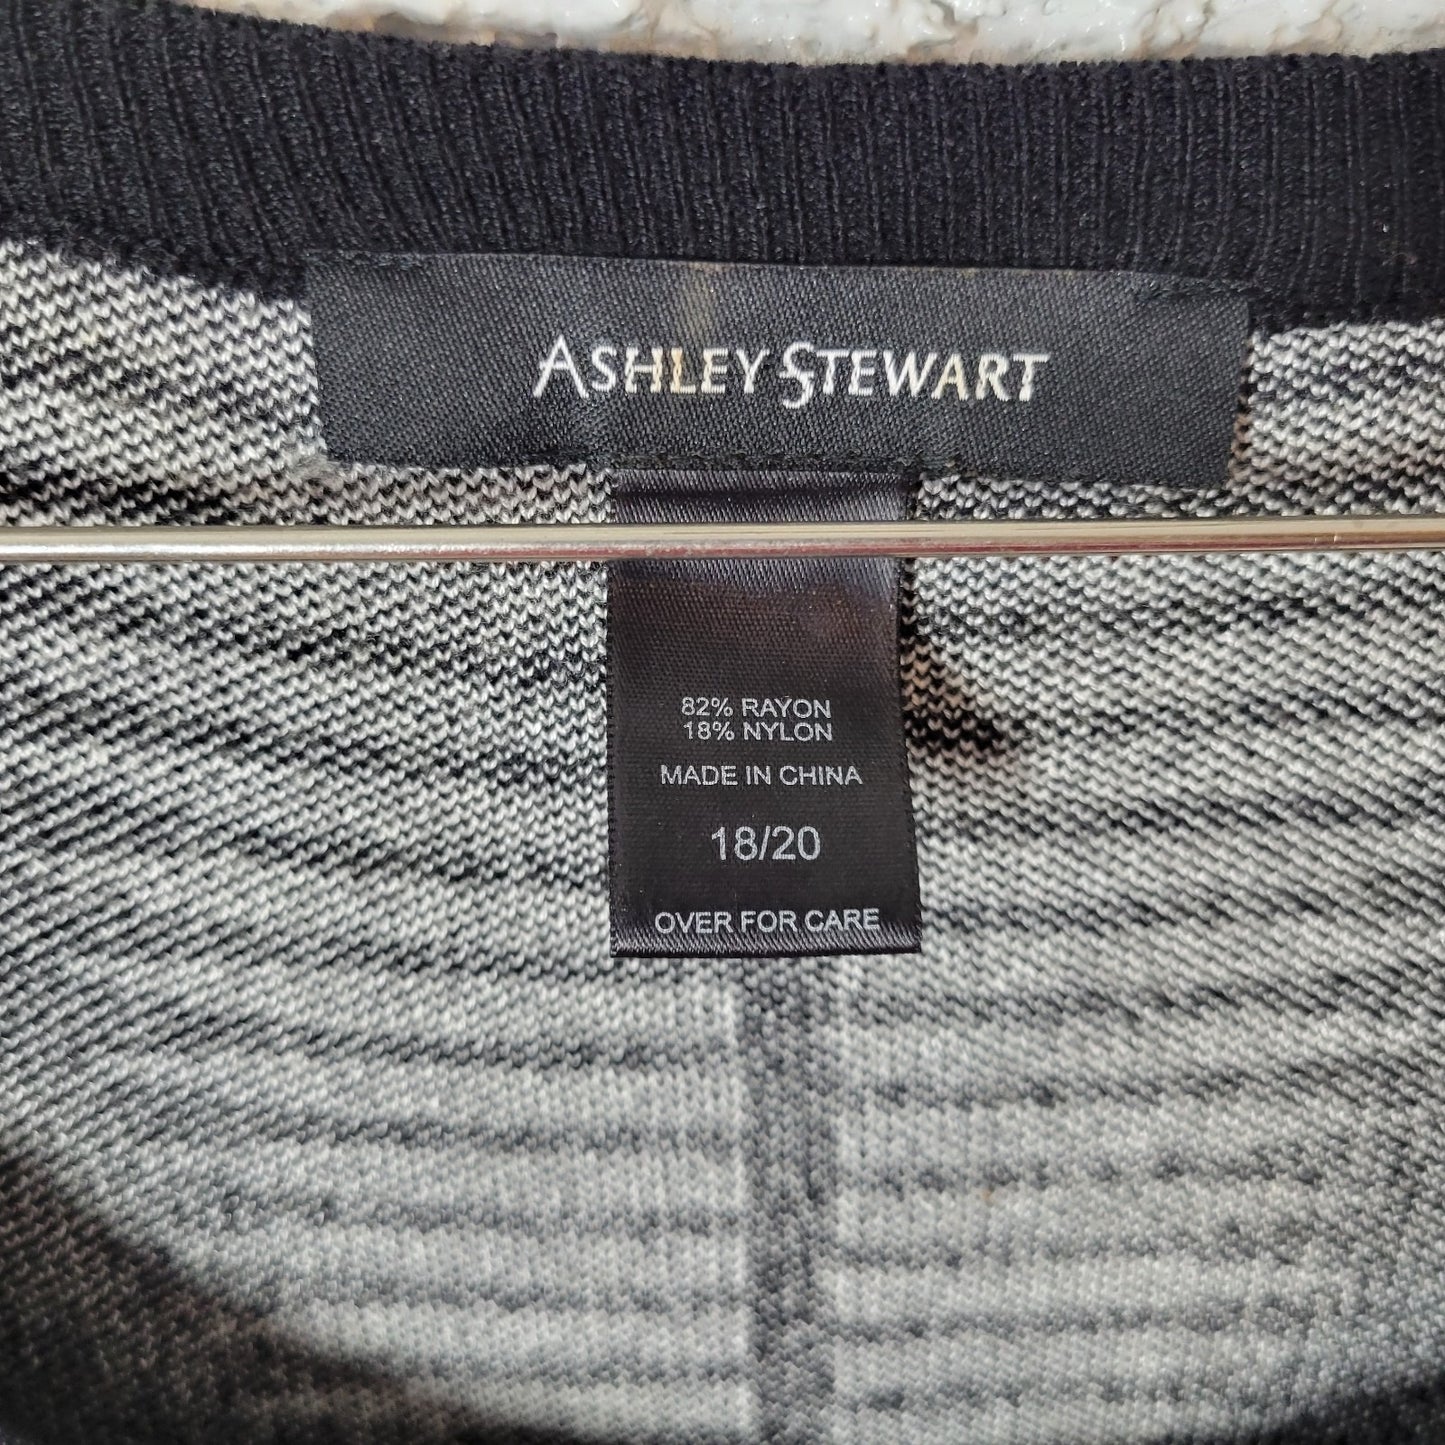 ASHLEY STEWART
82% RAYON
18% NYLON
MADE IN CHINA
18/20
OVER FOR CARE